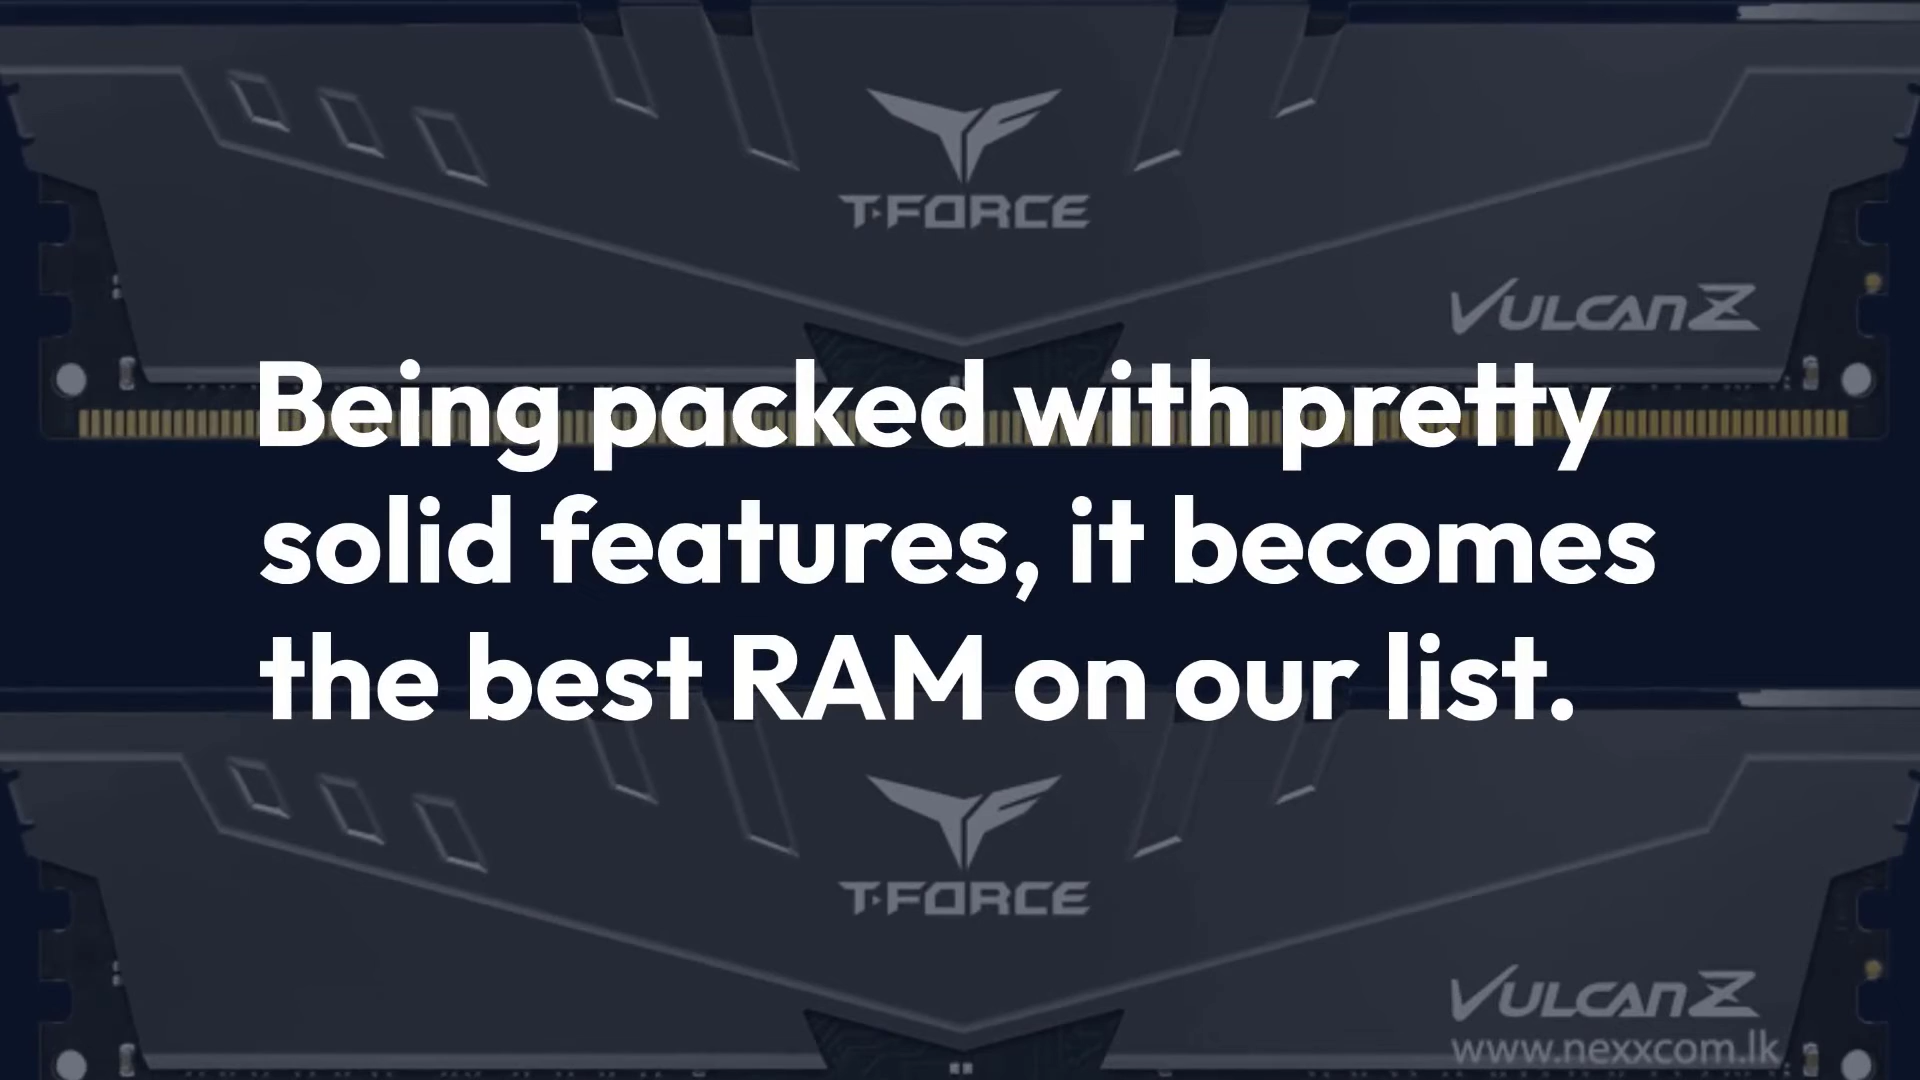 T-FORCE
VULCAN Z
Being packed with pretty
solid features, it becomes
the best RAM on our list.
T-FORCE
VULCAN Z
www.nexxcom.lk